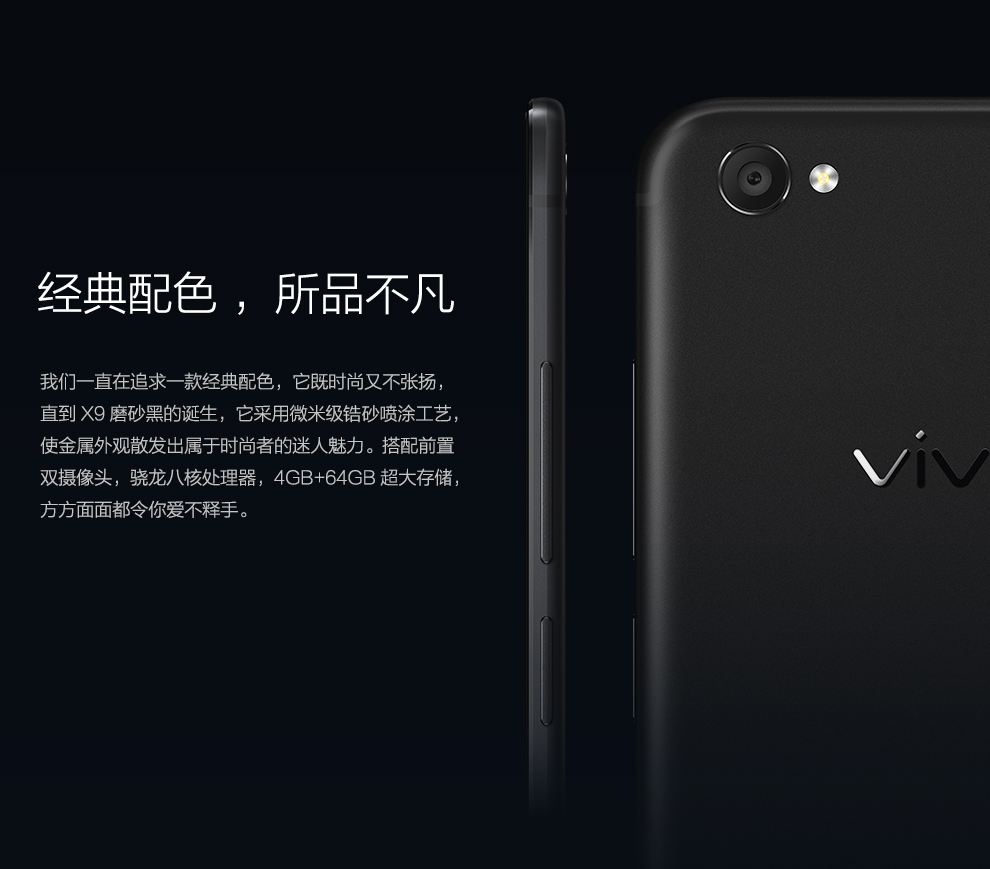 经典配色，所品不凡
我们一直在追求一款经典配色，它既时尚又不张扬，
直到 X9 磨砂黑的诞生，它采用微米级锆砂喷涂工艺，
使金属外观散发出属于时尚者的迷人魅力。搭配前置
双摄像头，骁龙八核处理器，4GB+64GB 超大存储，
方方面面都令你爱不释手。
viv